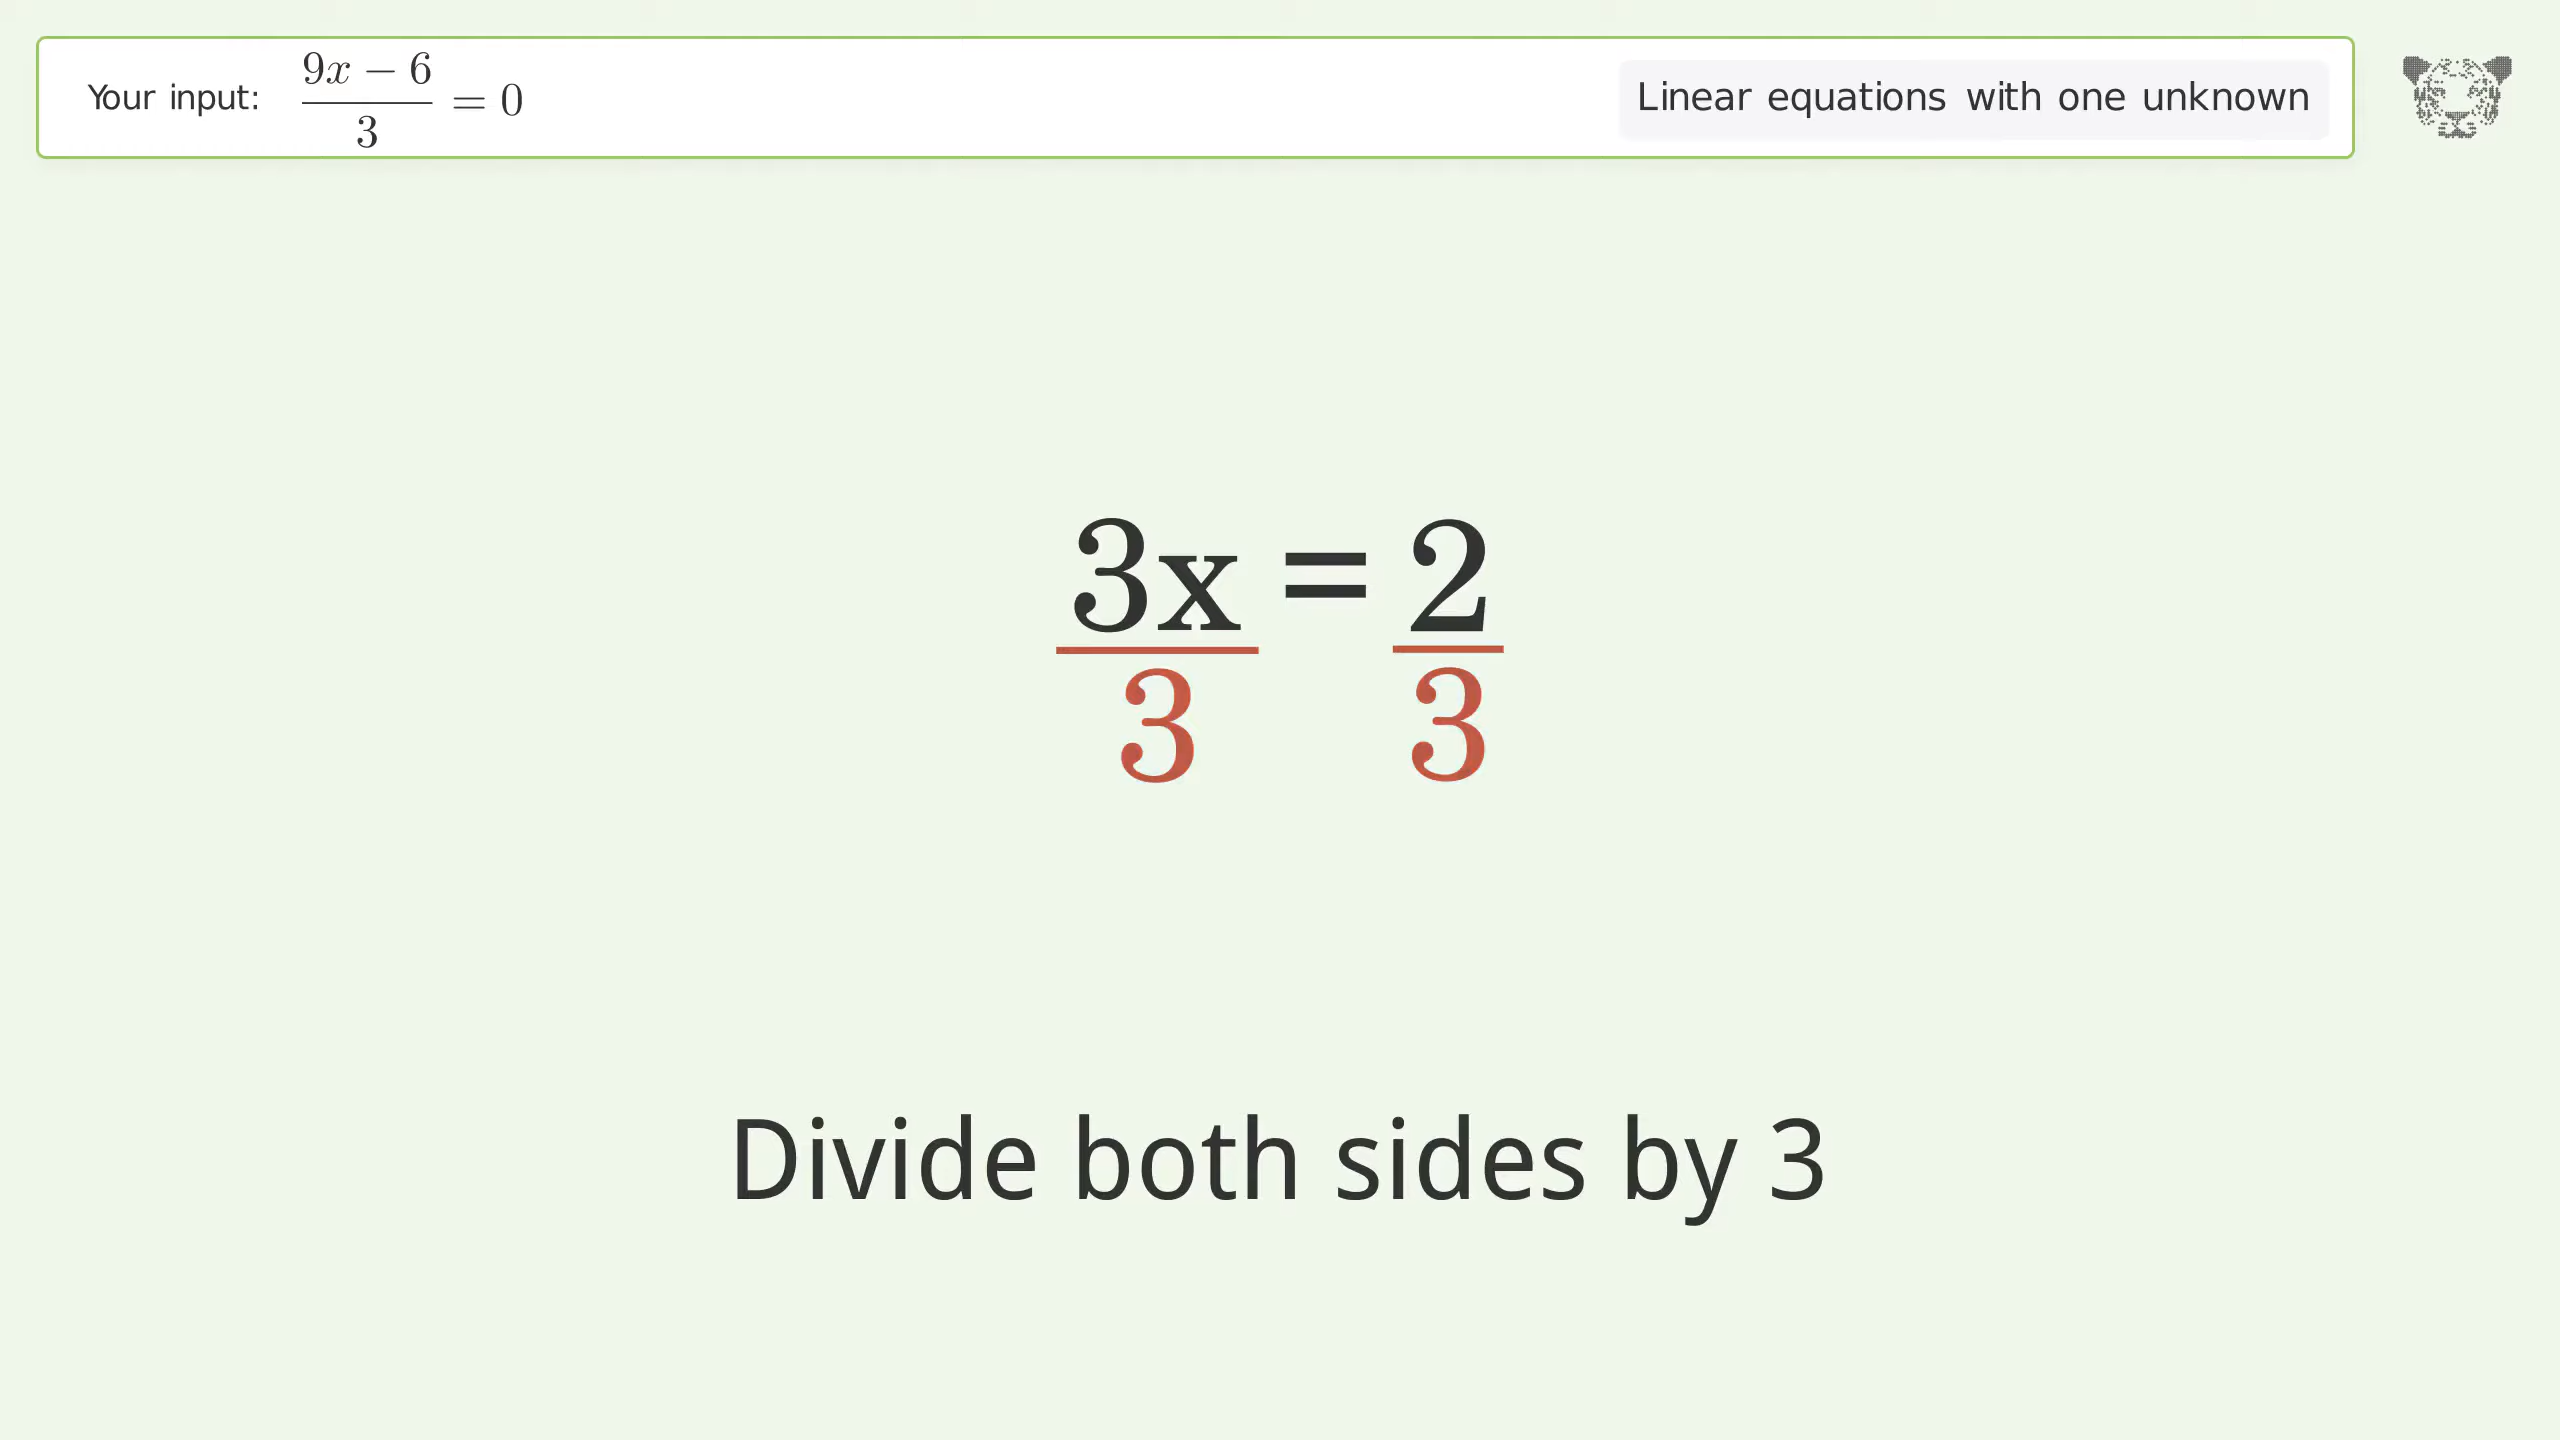 Your input: (9x − 6)/3 = 0
Linear equations with one unknown
3x/3 = 2/3
Divide both sides by 3